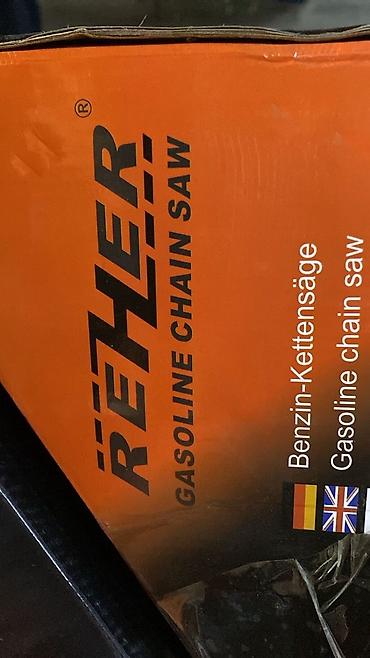 REHER®
GASOLINE CHAIN SAW
Benzin-Kettensäge
Gasoline chain saw